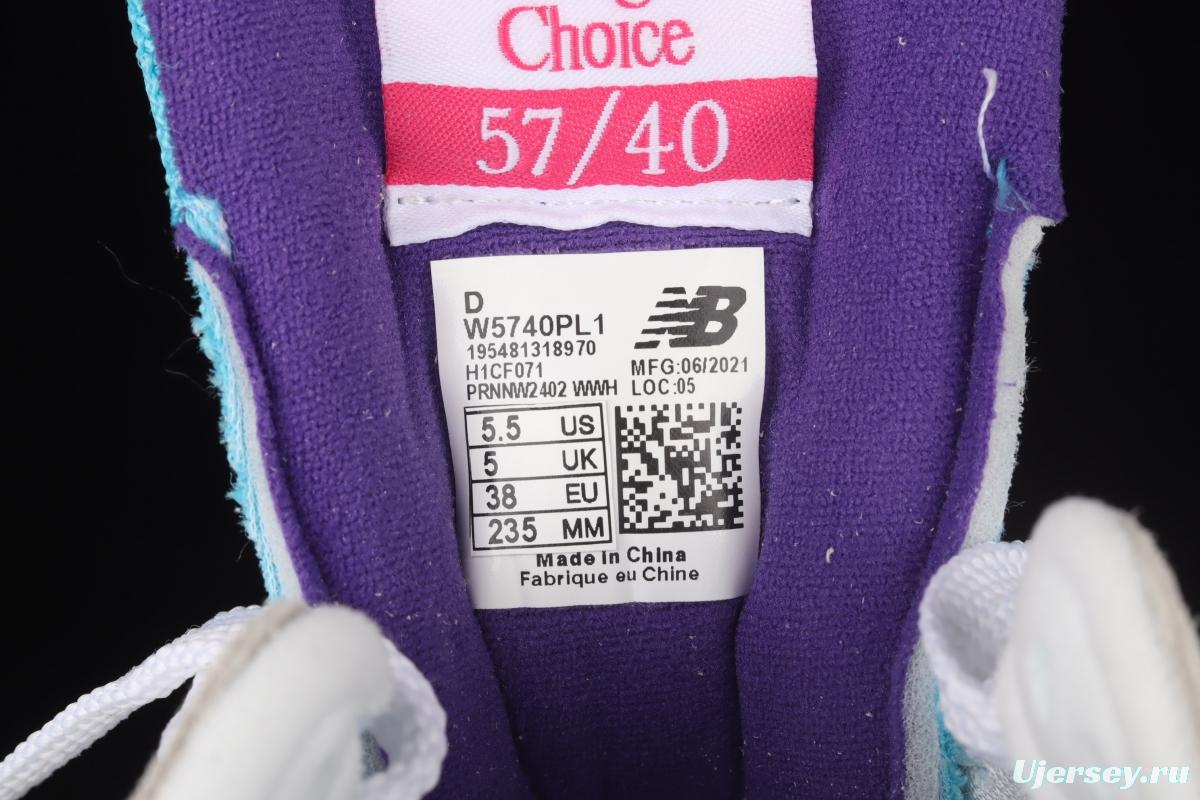 Choice
57/40
D
W5740PL1
195481318970
H1CF071
PRNNW2402 WWH
NB
MFG:06/2021
LOC:05
5.5 US
5 UK
38 EU
235 MM
Made in China
Fabrique eu Chine
Ujersey.ru